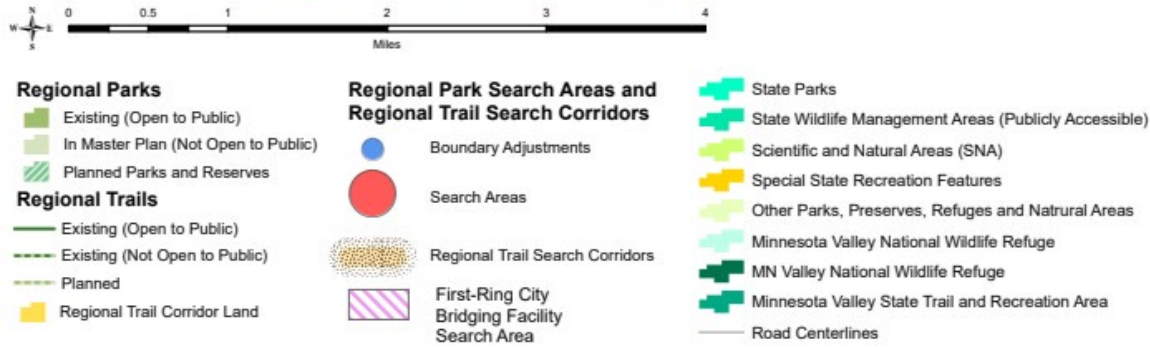 N
W E
S
0 0.5 1 2 3 4
Miles
Regional Parks
Existing (Open to Public)
In Master Plan (Not Open to Public)
Planned Parks and Reserves
Regional Trails
Existing (Open to Public)
Existing (Not Open to Public)
Planned
Regional Trail Corridor Land
Regional Park Search Areas and
Regional Trail Search Corridors
Boundary Adjustments
Search Areas
Regional Trail Search Corridors
First-Ring City
Bridging Facility
Search Area
State Parks
State Wildlife Management Areas (Publicly Accessible)
Scientific and Natural Areas (SNA)
Special State Recreation Features
Other Parks, Preserves, Refuges and Natrural Areas
Minnesota Valley National Wildlife Refuge
MN Valley National Wildlife Refuge
Minnesota Valley State Trail and Recreation Area
Road Centerlines